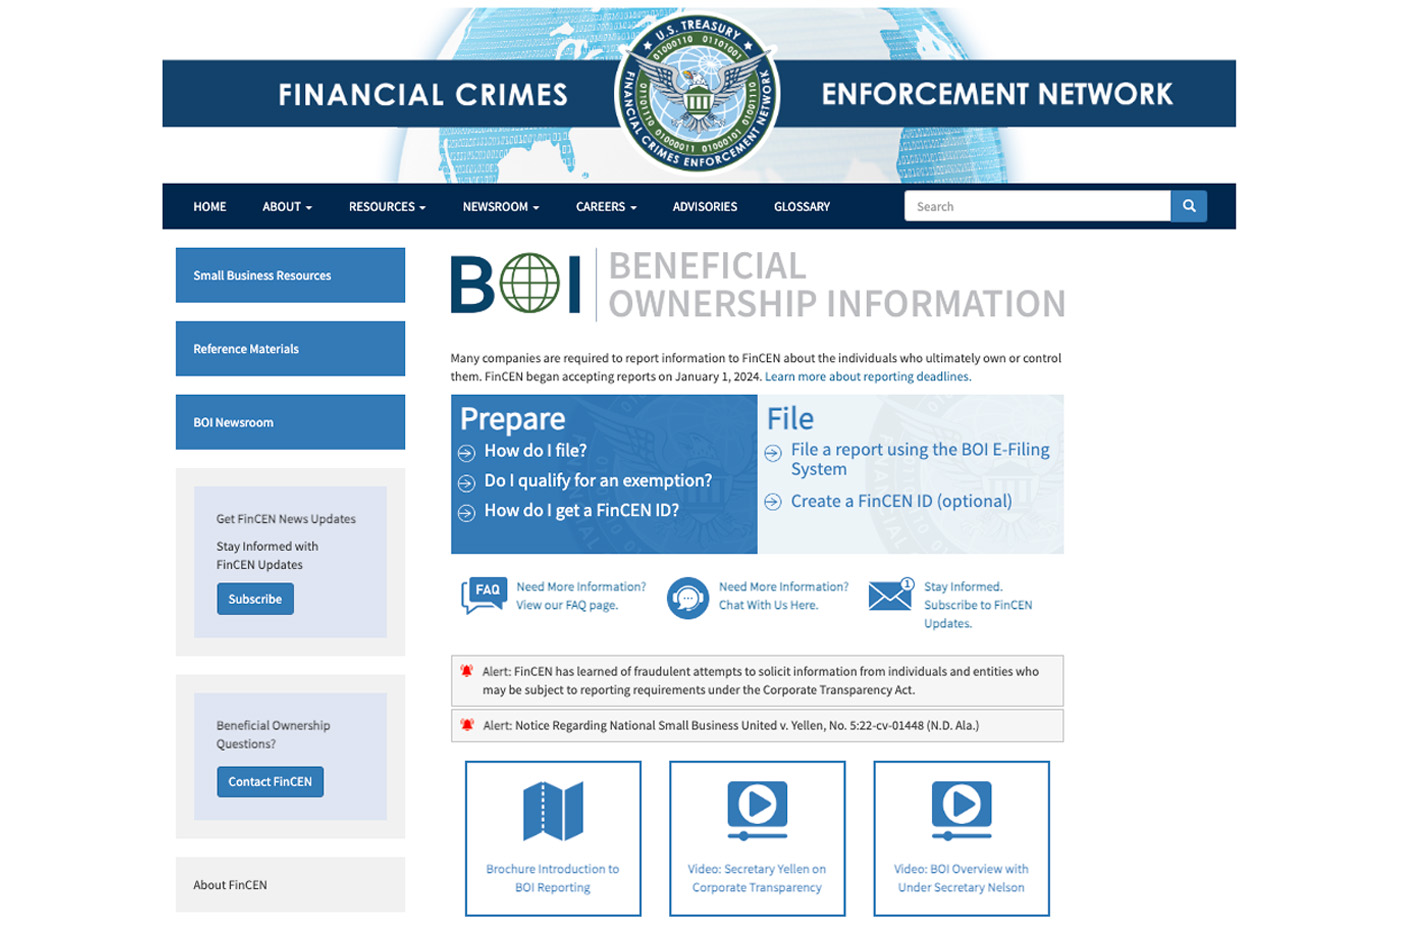 FINANCIAL CRIMES
ENFORCEMENT NETWORK
U.S. TREASURY
FINANCIAL CRIMES ENFORCEMENT NETWORK
HOME
ABOUT
RESOURCES
NEWSROOM
CAREERS
ADVISORIES
GLOSSARY
Search
Small Business Resources
Reference Materials
BOI Newsroom
Get FinCEN News Updates
Stay Informed with
FinCEN Updates
Subscribe
Beneficial Ownership
Questions?
Contact FinCEN
About FinCEN
BOI
BENEFICIAL
OWNERSHIP INFORMATION
Many companies are required to report information to FinCEN about the individuals who ultimately own or control
them. FinCEN began accepting reports on January 1, 2024. Learn more about reporting deadlines.
Prepare
How do I file?
Do I qualify for an exemption?
How do I get a FinCEN ID?
File
File a report using the BOI E-Filing
System
Create a FinCEN ID (optional)
FAQ
Need More Information?
View our FAQ page.
Need More Information?
Chat With Us Here.
1
Stay Informed.
Subscribe to FinCEN
Updates.
Alert: FinCEN has learned of fraudulent attempts to solicit information from individuals and entities who
may be subject to reporting requirements under the Corporate Transparency Act.
Alert: Notice Regarding National Small Business United v. Yellen, No. 5:22-cv-01448 (N.D. Ala.)
Brochure Introduction to
BOI Reporting
Video: Secretary Yellen on
Corporate Transparency
Video: BOI Overview with
Under Secretary Nelson